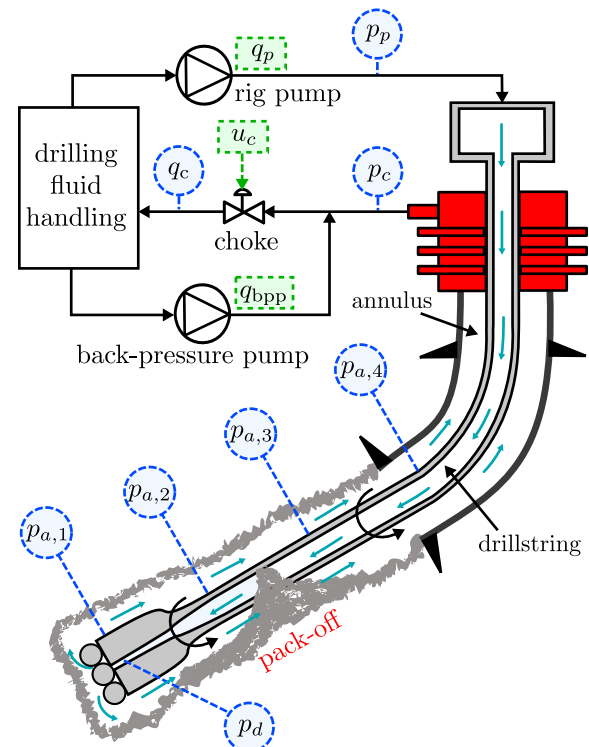 p_p
q_p
rig pump
u_c
drilling
fluid
handling
q_c
p_c
choke
q_bpp
annulus
back-pressure pump
p_a,4
p_a,3
p_a,2
p_a,1
drillstring
pack-off
p_d